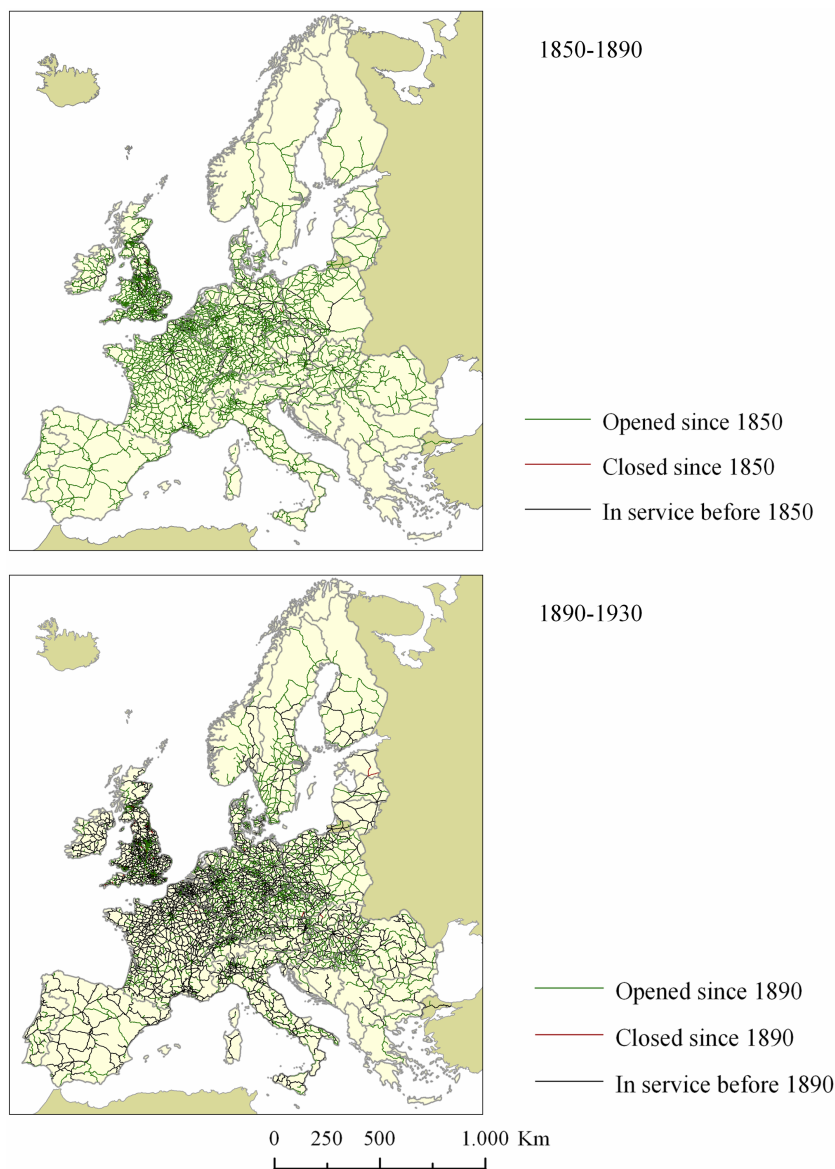 1850-1890
Opened since 1850
Closed since 1850
In service before 1850
1890-1930
Opened since 1890
Closed since 1890
In service before 1890
0 250 500 1.000 Km